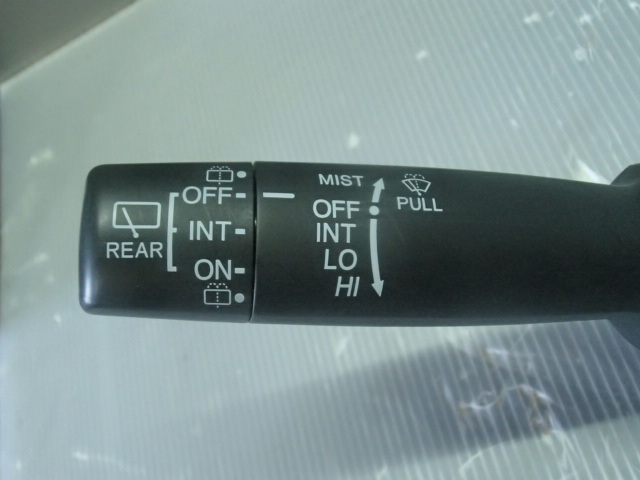 REAR
OFF
INT
ON
MIST
OFF
INT
LO
HI
PULL